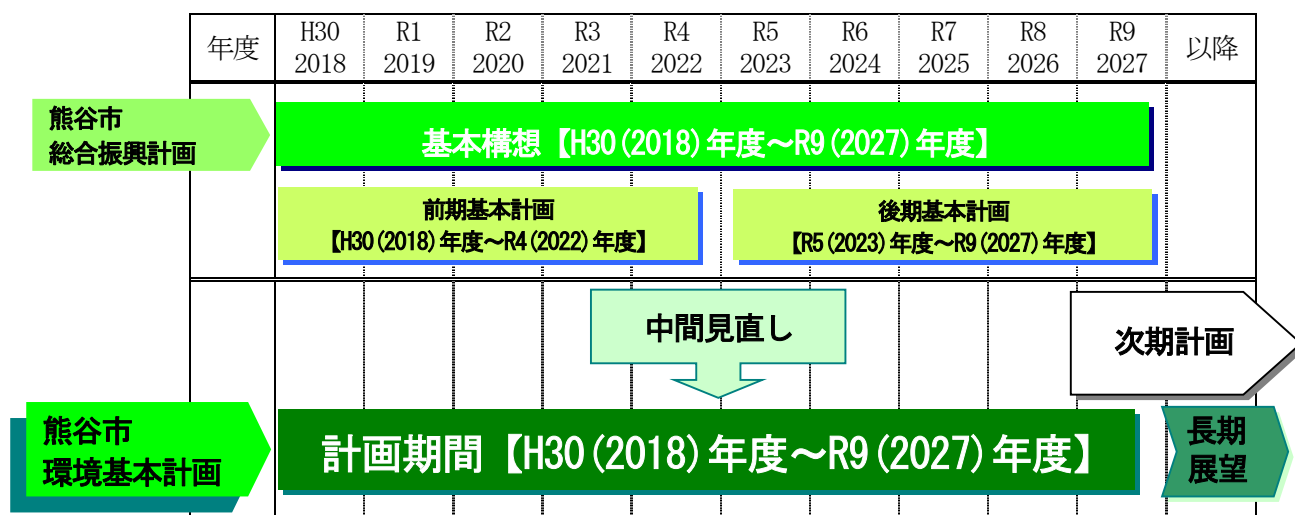 年度
H30
2018
R1
2019
R2
2020
R3
2021
R4
2022
R5
2023
R6
2024
R7
2025
R8
2026
R9
2027
以降
熊谷市
総合振興計画
基本構想【H30(2018)年度～R9(2027)年度】
前期基本計画
【H30(2018)年度～R4(2022)年度】
後期基本計画
【R5(2023)年度～R9(2027)年度】
中間見直し
次期計画
熊谷市
環境基本計画
計画期間【H30(2018)年度～R9(2027)年度】
長期
展望